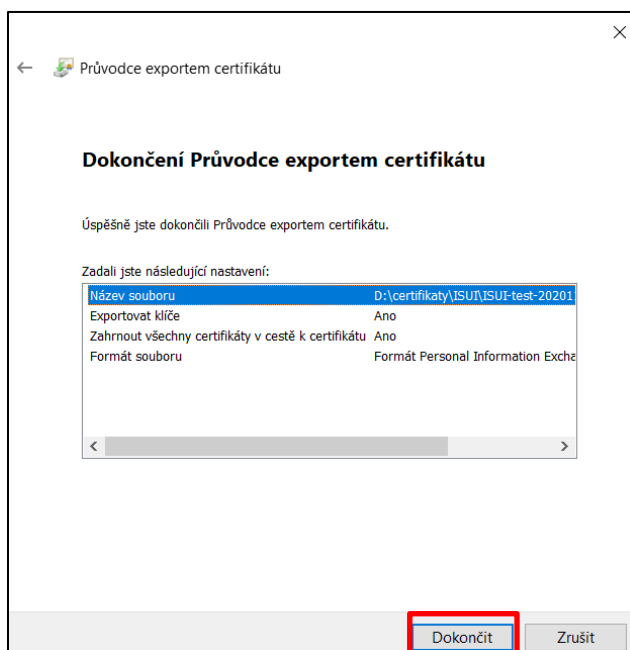 Průvodce exportem certifikátu
Dokončení Průvodce exportem certifikátu
Úspěšně jste dokončili Průvodce exportem certifikátu.
Zadali jste následující nastavení:
Název souboru D:\certifikaty\ISUI\ISUI-test-20201
Exportovat klíče Ano
Zahrnout všechny certifikáty v cestě k certifikátu Ano
Formát souboru Formát Personal Information Excha
Dokončit Zrušit